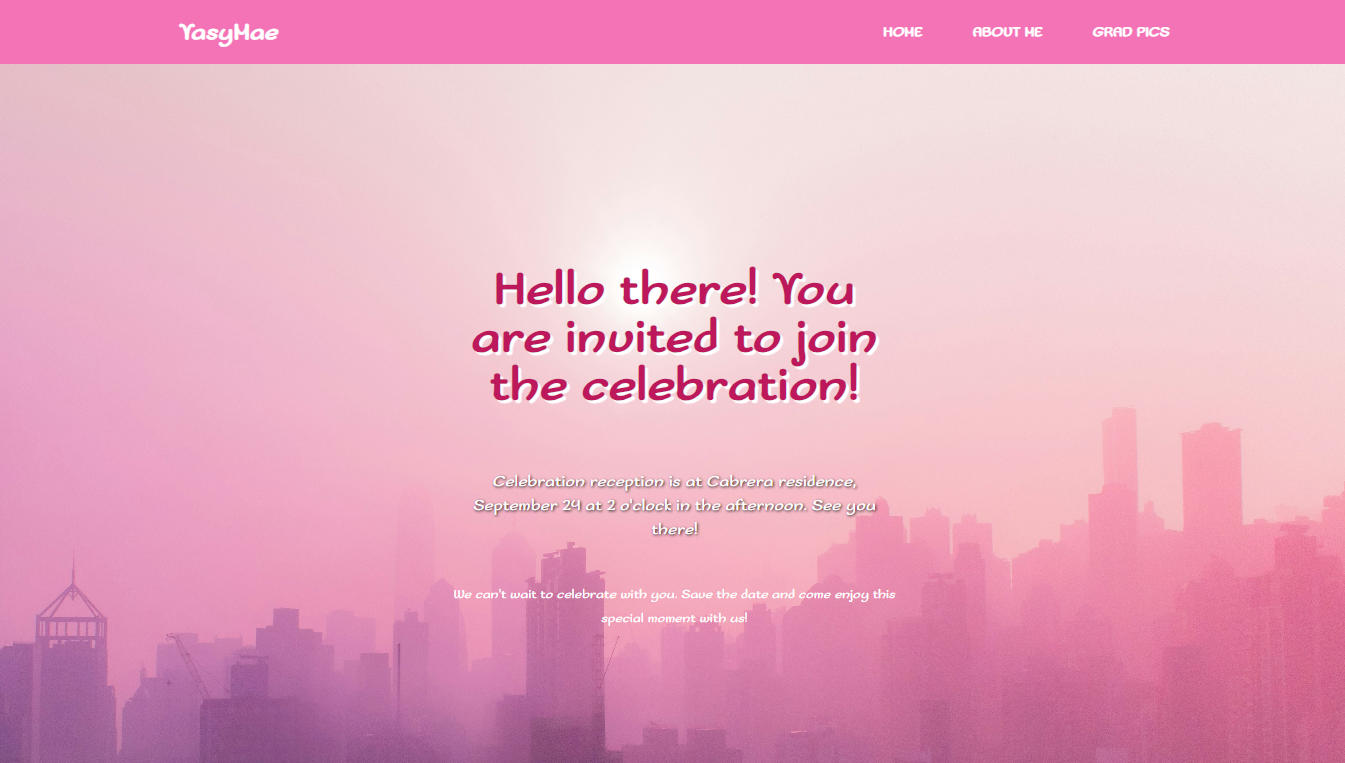 YasyMae
HOME ABOUT ME GRAD PICS
Hello there! You
are invited to join
the celebration!
Celebration reception is at Cabrera residence,
September 24 at 2 o'clock in the afternoon. See you
there!
We can't wait to celebrate with you. Save the date and come enjoy this
special moment with us!